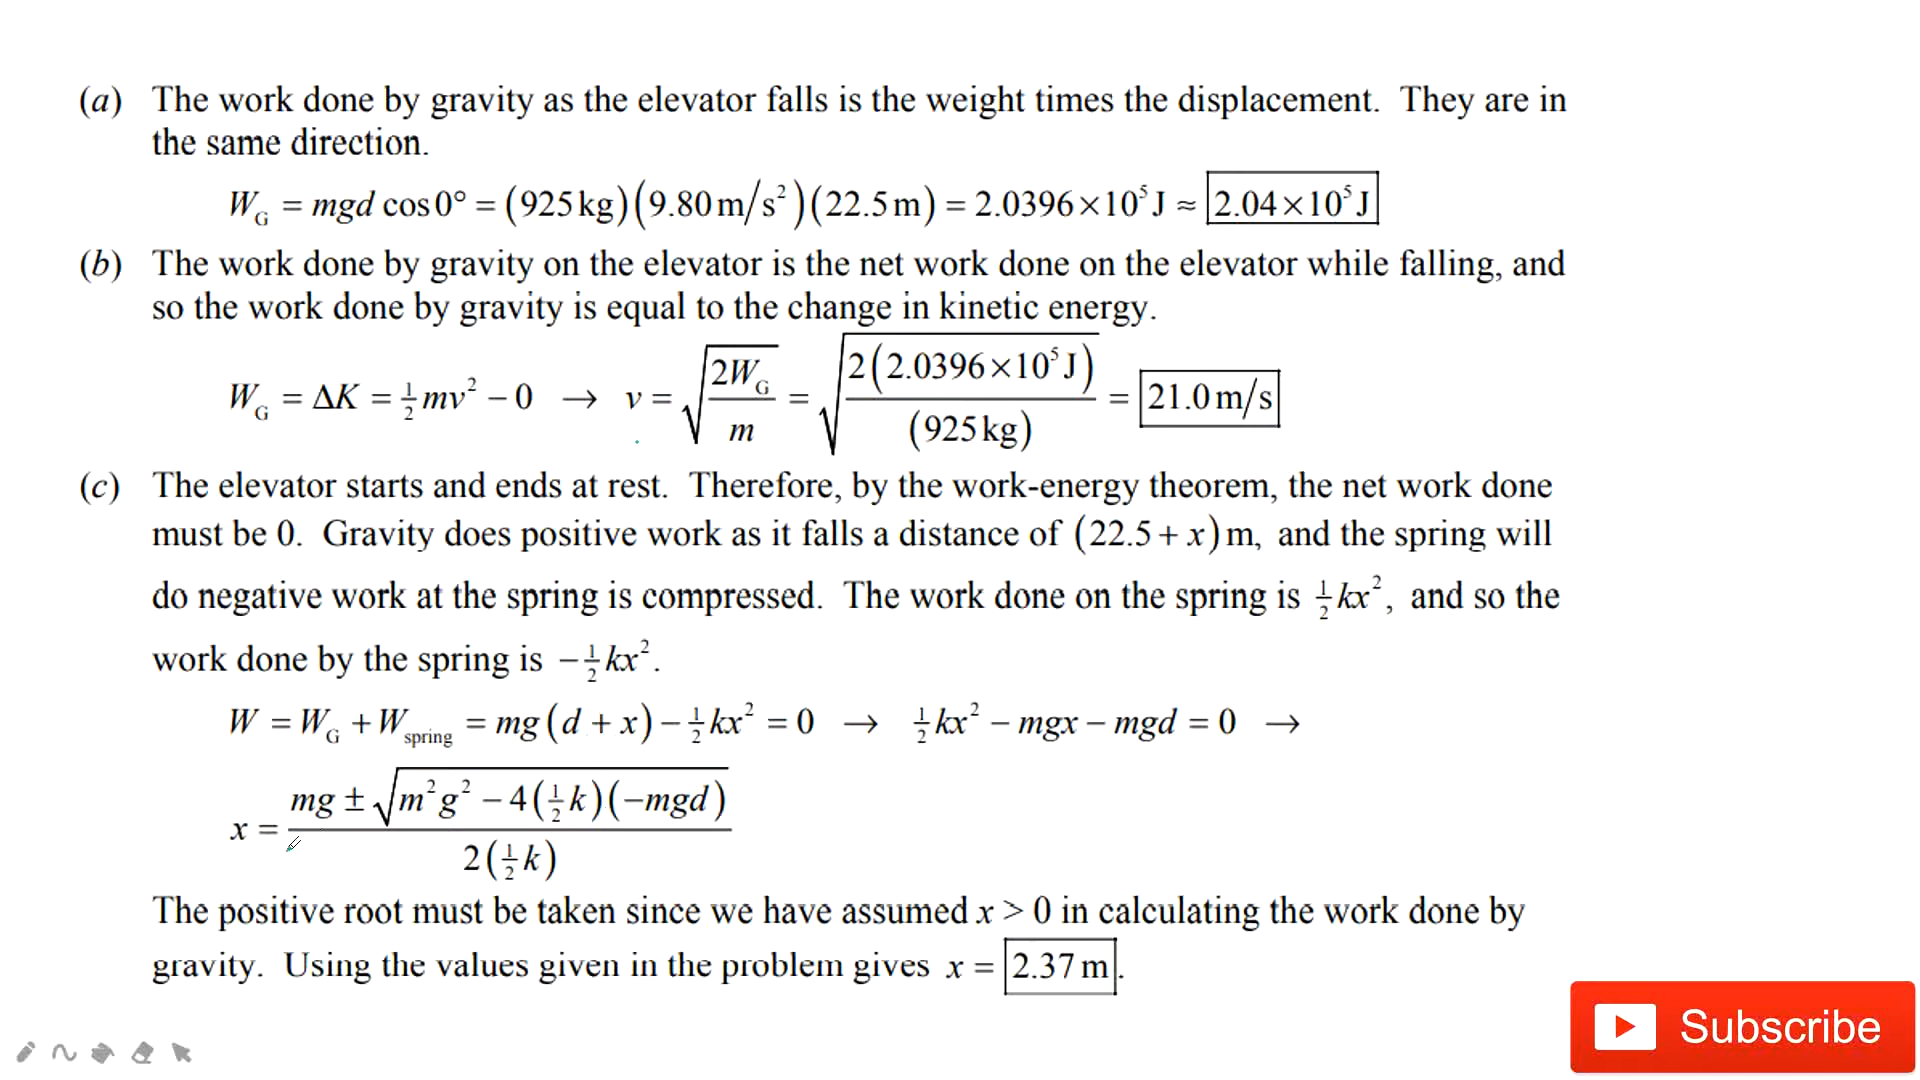 (a) The work done by gravity as the elevator falls is the weight times the displacement. They are in
the same direction.
W_G = mgd cos 0° = (925 kg)(9.80 m/s²)(22.5 m) = 2.0396 × 10⁵ J ≈ 2.04 × 10⁵ J
(b) The work done by gravity on the elevator is the net work done on the elevator while falling, and
so the work done by gravity is equal to the change in kinetic energy.
W_G = ΔK = ½mv² − 0 → v = √(2W_G / m) = √(2(2.0396 × 10⁵ J) / (925 kg)) = 21.0 m/s
(c) The elevator starts and ends at rest. Therefore, by the work-energy theorem, the net work done
must be 0. Gravity does positive work as it falls a distance of (22.5 + x) m, and the spring will
do negative work at the spring is compressed. The work done on the spring is ½kx², and so the
work done by the spring is −½kx².
W = W_G + W_spring = mg(d + x) − ½kx² = 0 → ½kx² − mgx − mgd = 0 →
x = (mg ± √(m²g² − 4(½k)(−mgd))) / (2(½k))
The positive root must be taken since we have assumed x > 0 in calculating the work done by
gravity. Using the values given in the problem gives x = 2.37 m.
Subscribe